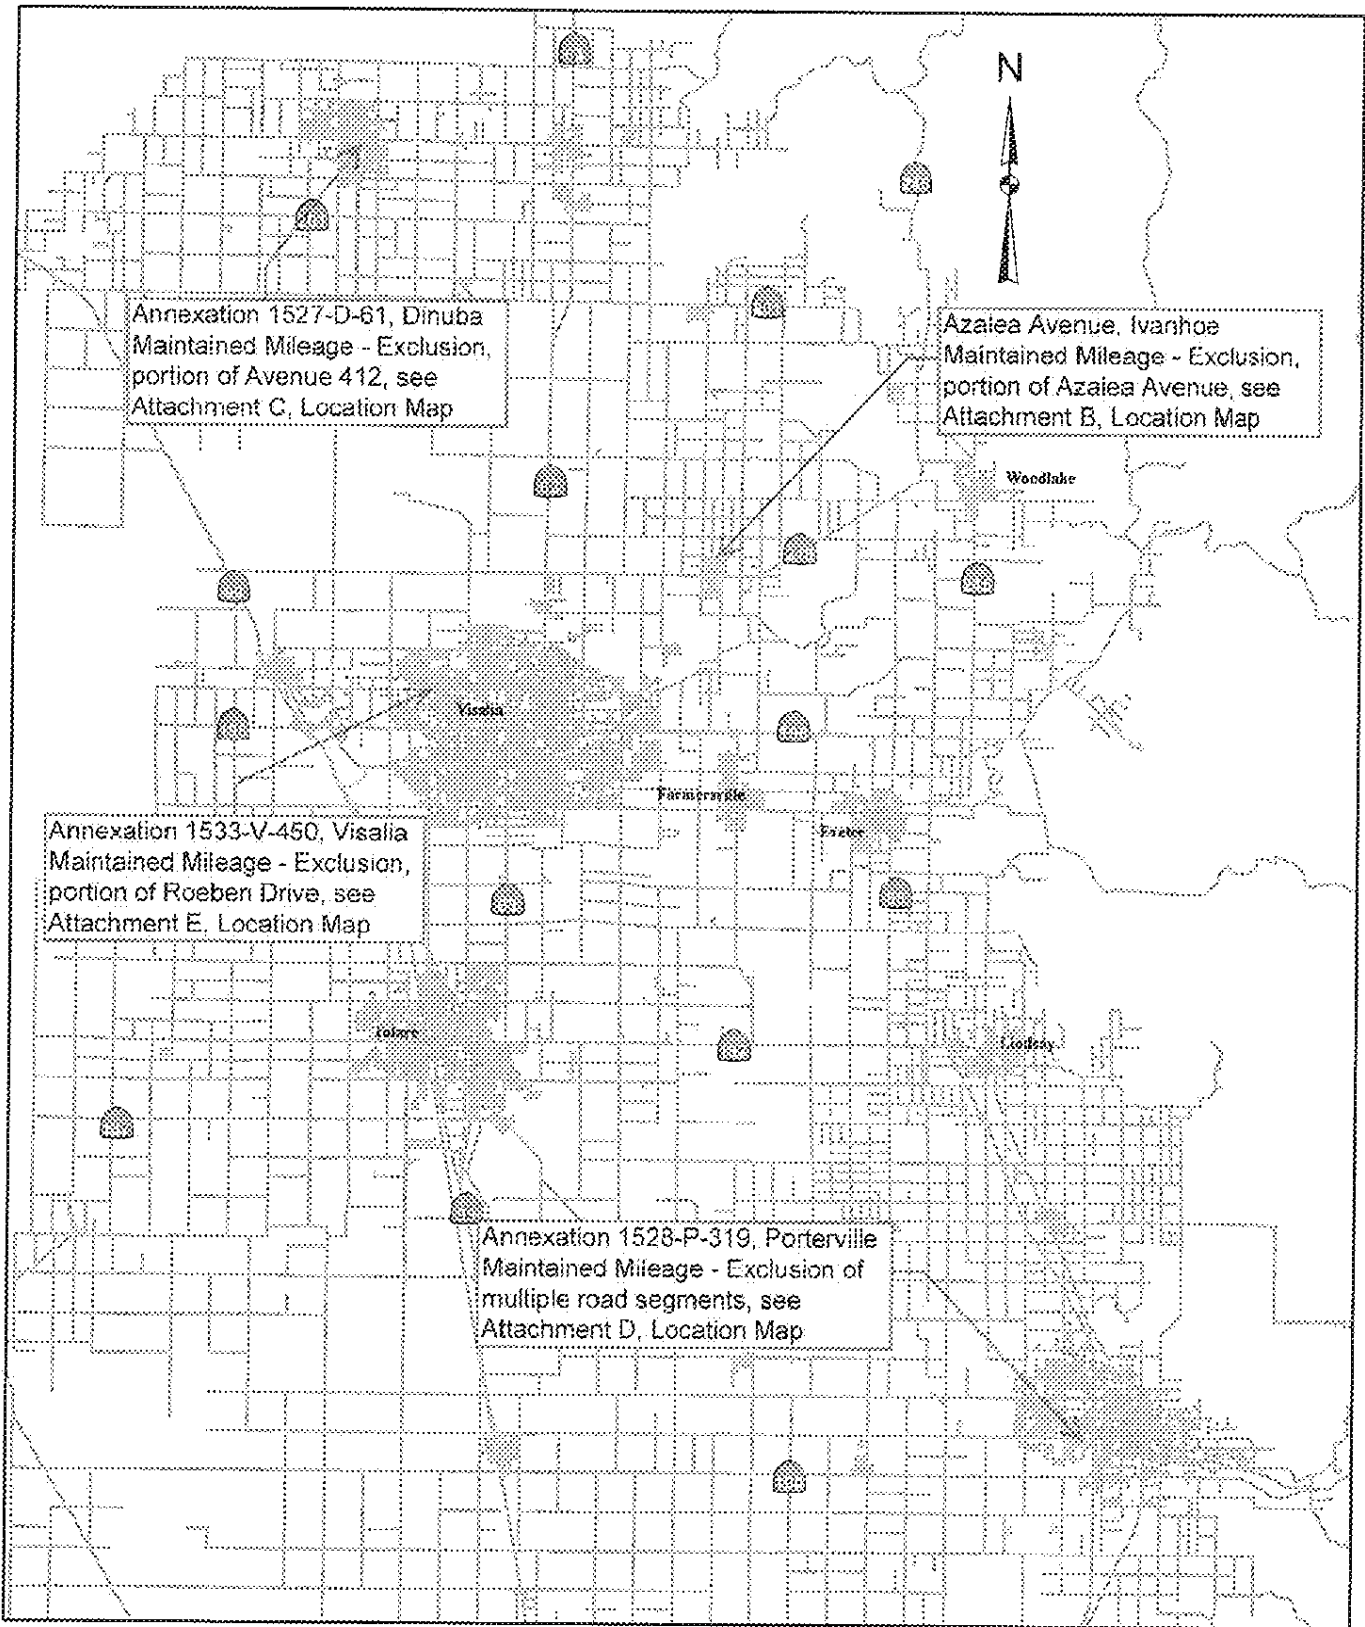 N
Annexation 1527-D-61, Dinuba
Maintained Mileage - Exclusion,
portion of Avenue 412, see
Attachment C, Location Map
Azalea Avenue, Ivanhoe
Maintained Mileage - Exclusion,
portion of Azalea Avenue, see
Attachment B, Location Map
Woodlake
Visalia
Farmersville
Exeter
Annexation 1533-V-450, Visalia
Maintained Mileage - Exclusion,
portion of Roeben Drive, see
Attachment E, Location Map
Tulare
Lindsay
Annexation 1528-P-319, Porterville
Maintained Mileage - Exclusion of
multiple road segments, see
Attachment D, Location Map